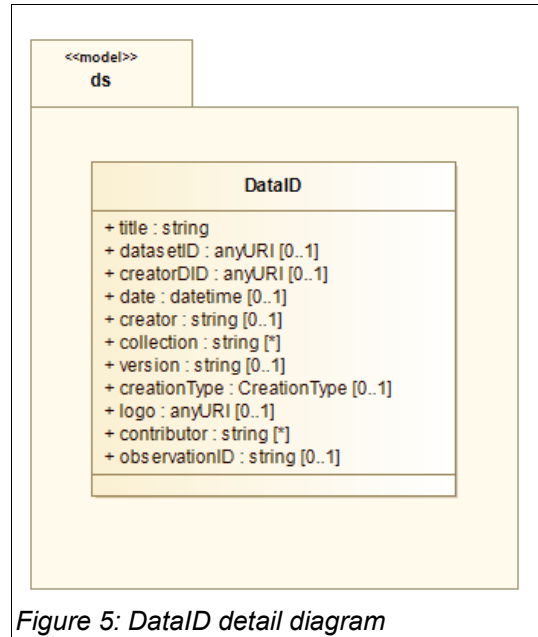 <<model>>
ds
DataID
+ title : string
+ datasetID : anyURI [0..1]
+ creatorDID : anyURI [0..1]
+ date : datetime [0..1]
+ creator : string [0..1]
+ collection : string [*]
+ version : string [0..1]
+ creationType : CreationType [0..1]
+ logo : anyURI [0..1]
+ contributor : string [*]
+ observationID : string [0..1]
Figure 5: DataID detail diagram